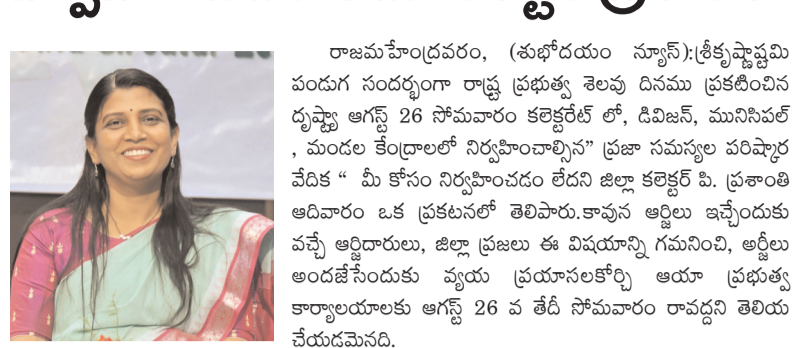 రాజమహేంద్రవరం, (శుభోదయం న్యూస్):శ్రీకృష్ణాష్టమి
పండుగ సందర్భంగా రాష్ట్ర ప్రభుత్వ శెలవు దినము ప్రకటించిన
దృష్ట్యా ఆగస్ట్ 26 సోమవారం కలెక్టరేట్ లో, డివిజన్, మునిసిపల్
, మండల కేంద్రాలలో నిర్వహించాల్సిన” ప్రజా సమస్యల పరిష్కార
వేదిక “ మీ కోసం నిర్వహించడం లేదని జిల్లా కలెక్టర్ పి. ప్రశాంతి
ఆదివారం ఒక ప్రకటనలో తెలిపారు.కావున ఆర్జీలు ఇచ్చేందుకు
వచ్చే ఆర్జిదారులు, జిల్లా ప్రజలు ఈ విషయాన్ని గమనించి, అర్జీలు
అందజేసేందుకు వ్యయ ప్రయాసలకోర్చి ఆయా ప్రభుత్వ
కార్యాలయాలకు ఆగస్ట్ 26 వ తేదీ సోమవారం రావద్దని తెలియ
చేయడమైనది.